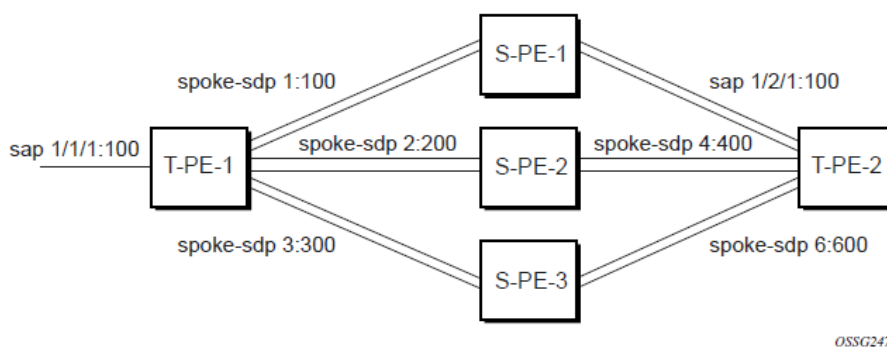 S-PE-1
spoke-sdp 1:100
sap 1/2/1:100
sap 1/1/1:100
T-PE-1
spoke-sdp 2:200
S-PE-2
spoke-sdp 4:400
T-PE-2
spoke-sdp 3:300
S-PE-3
spoke-sdp 6:600
OSSG247